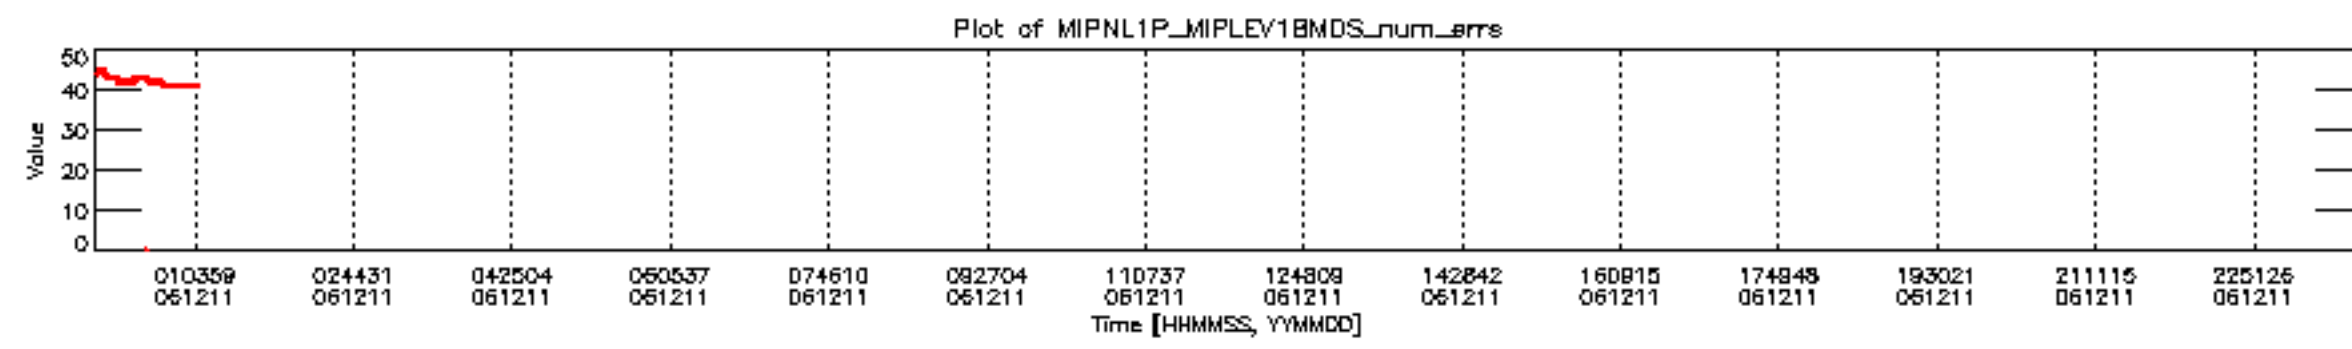 Plot of MIPNL1P_MIPLEV1BMDS_num_errs
50
40
30
20
10
0
Value
010359 024431 042504 060537 074610 092704 110737 124809 142842 160915 174948 193021 211115 225126
061211 061211 061211 061211 061211 061211 061211 061211 061211 061211 061211 061211 061211 061211
Time [HHMMSS, YYMMDD]